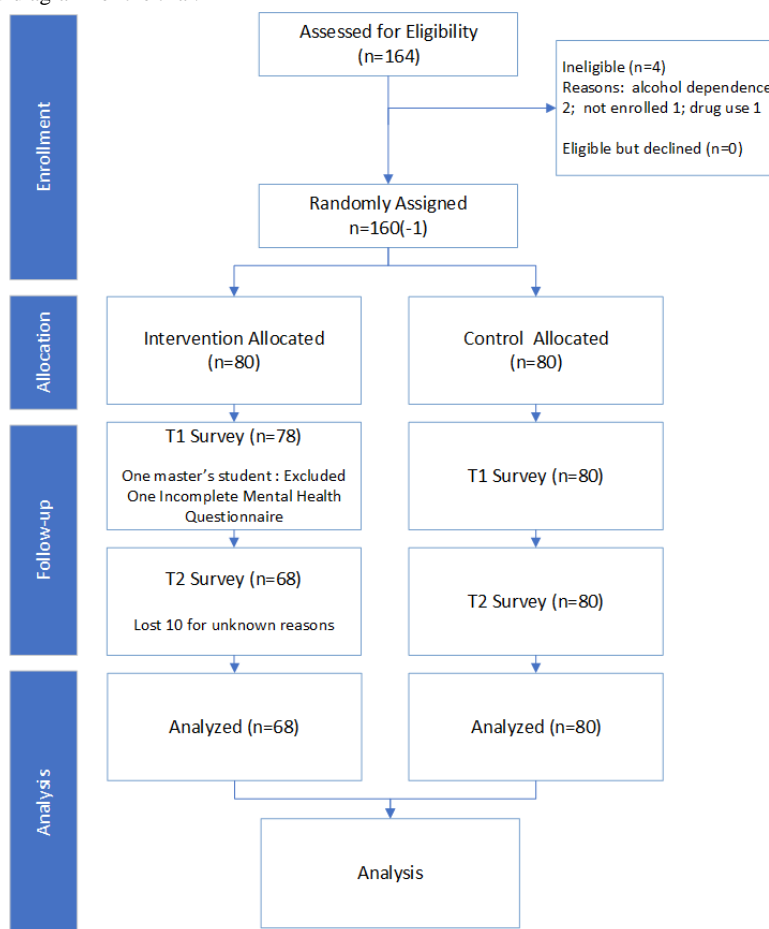 Assessed for Eligibility
(n=164)
Ineligible (n=4)
Reasons: alcohol dependence
2; not enrolled 1; drug use 1
Eligible but declined (n=0)
Enrollment
Randomly Assigned
n=160(-1)
Allocation
Intervention Allocated
(n=80)
Control Allocated
(n=80)
Follow-up
T1 Survey (n=78)
One master's student : Excluded
One Incomplete Mental Health
Questionnaire
T1 Survey (n=80)
T2 Survey (n=68)
Lost 10 for unknown reasons
T2 Survey (n=80)
Analysis
Analyzed (n=68)
Analyzed (n=80)
Analysis